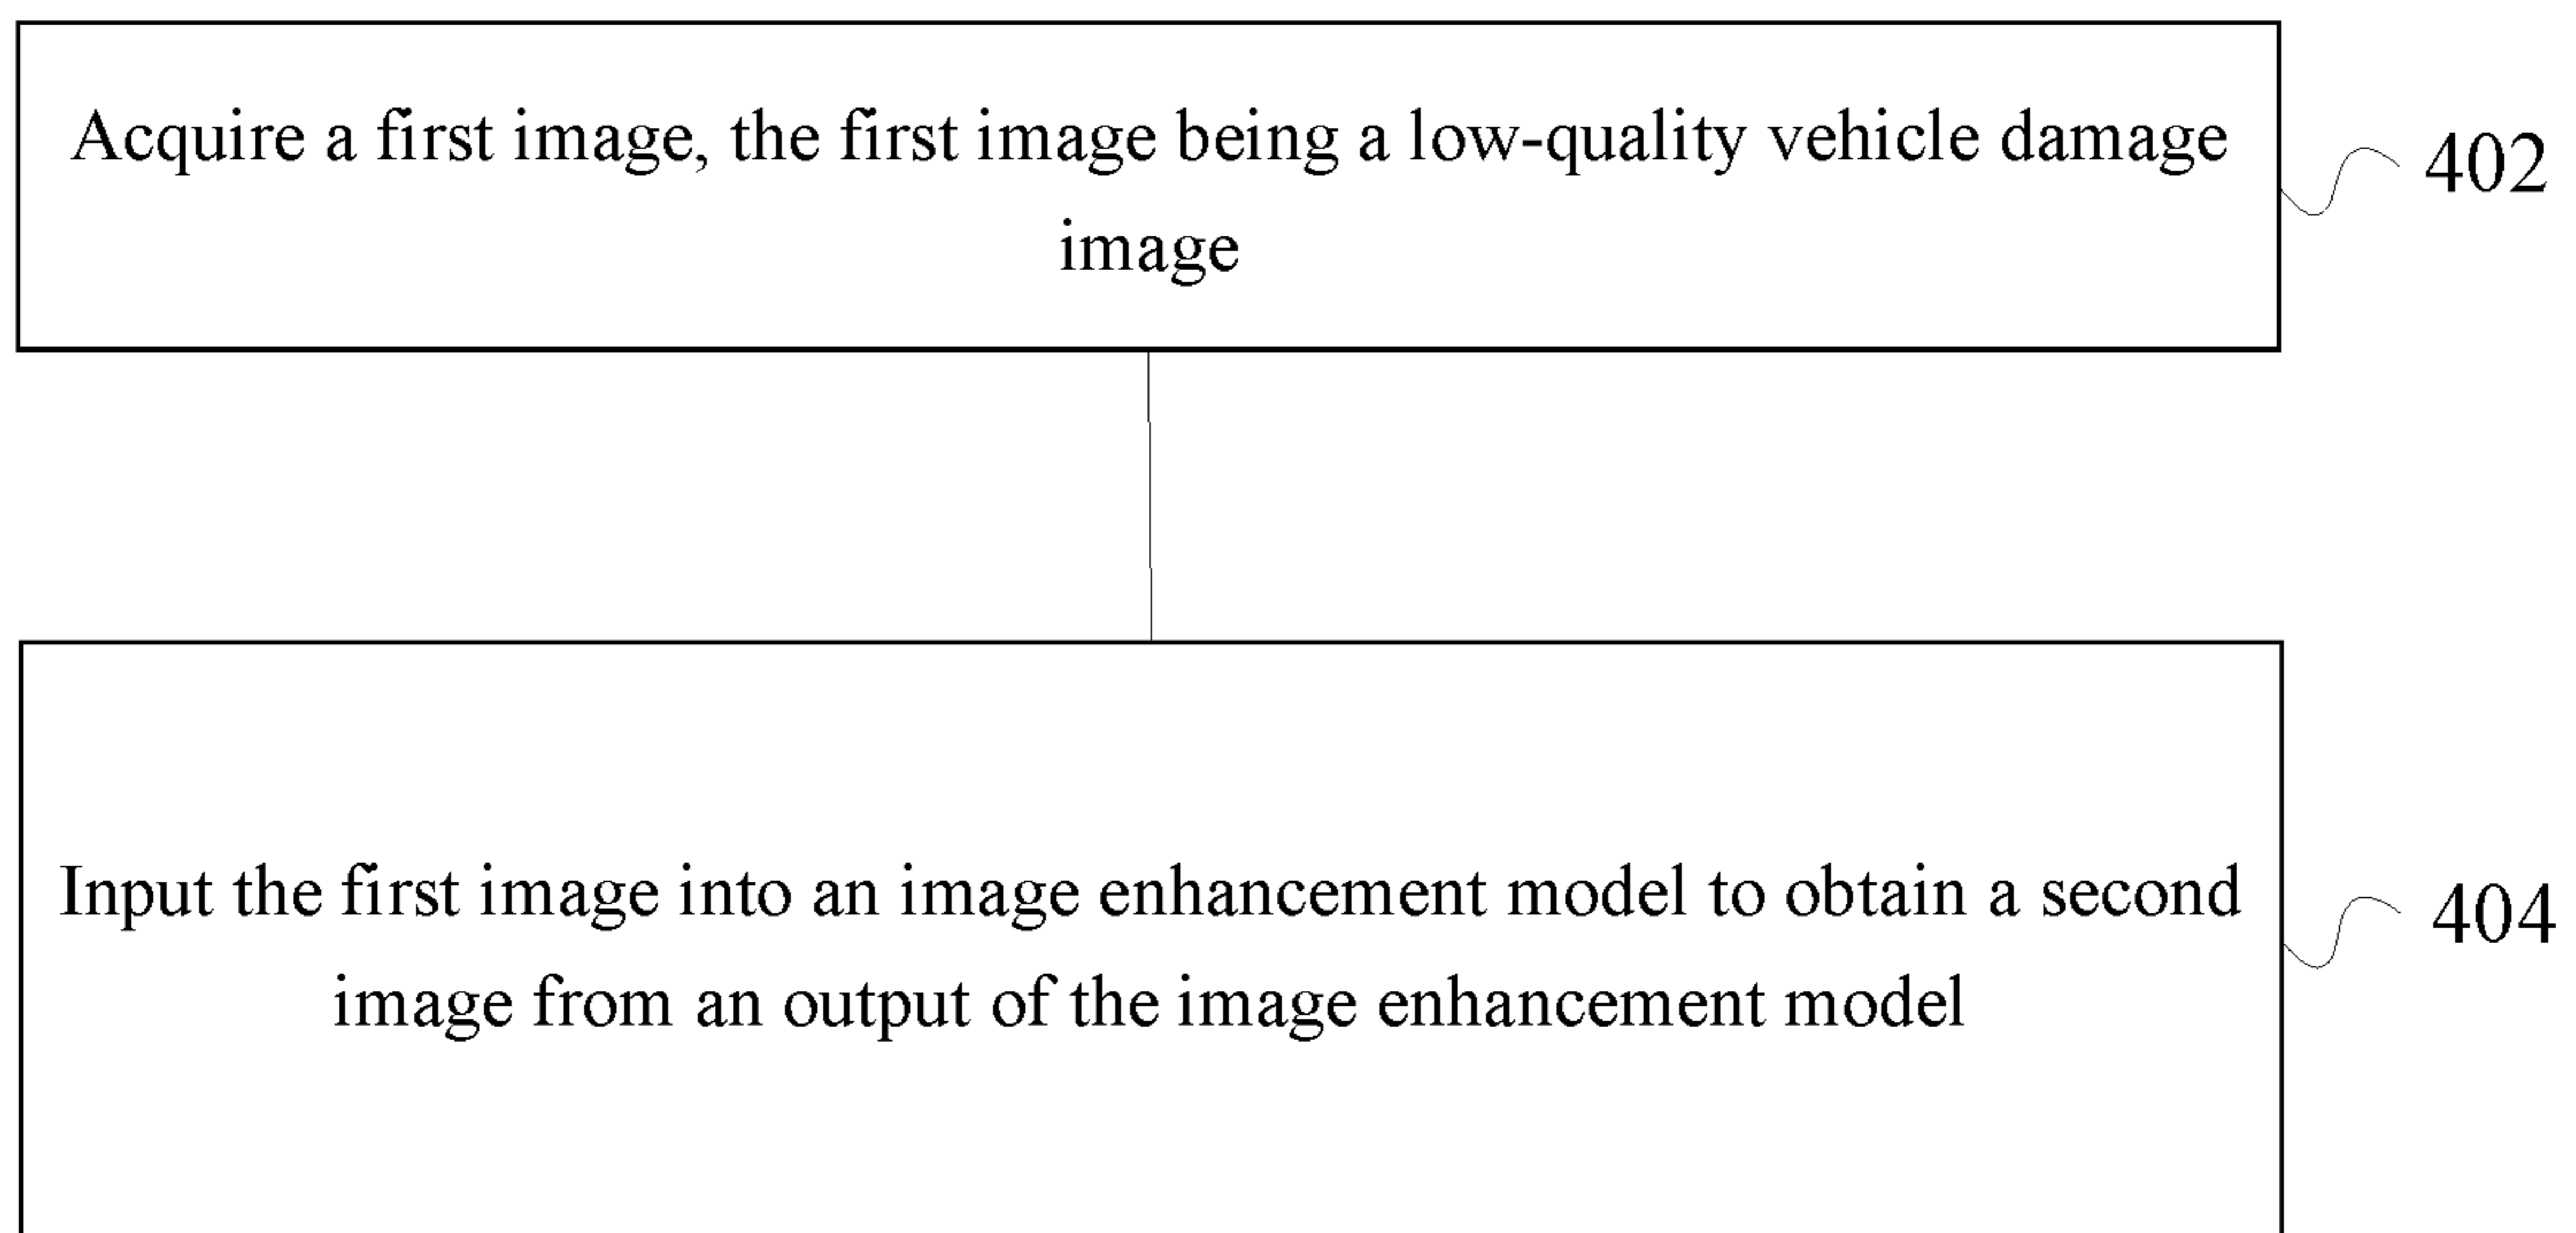 Acquire a first image, the first image being a low-quality vehicle damage
image
402
Input the first image into an image enhancement model to obtain a second
image from an output of the image enhancement model
404